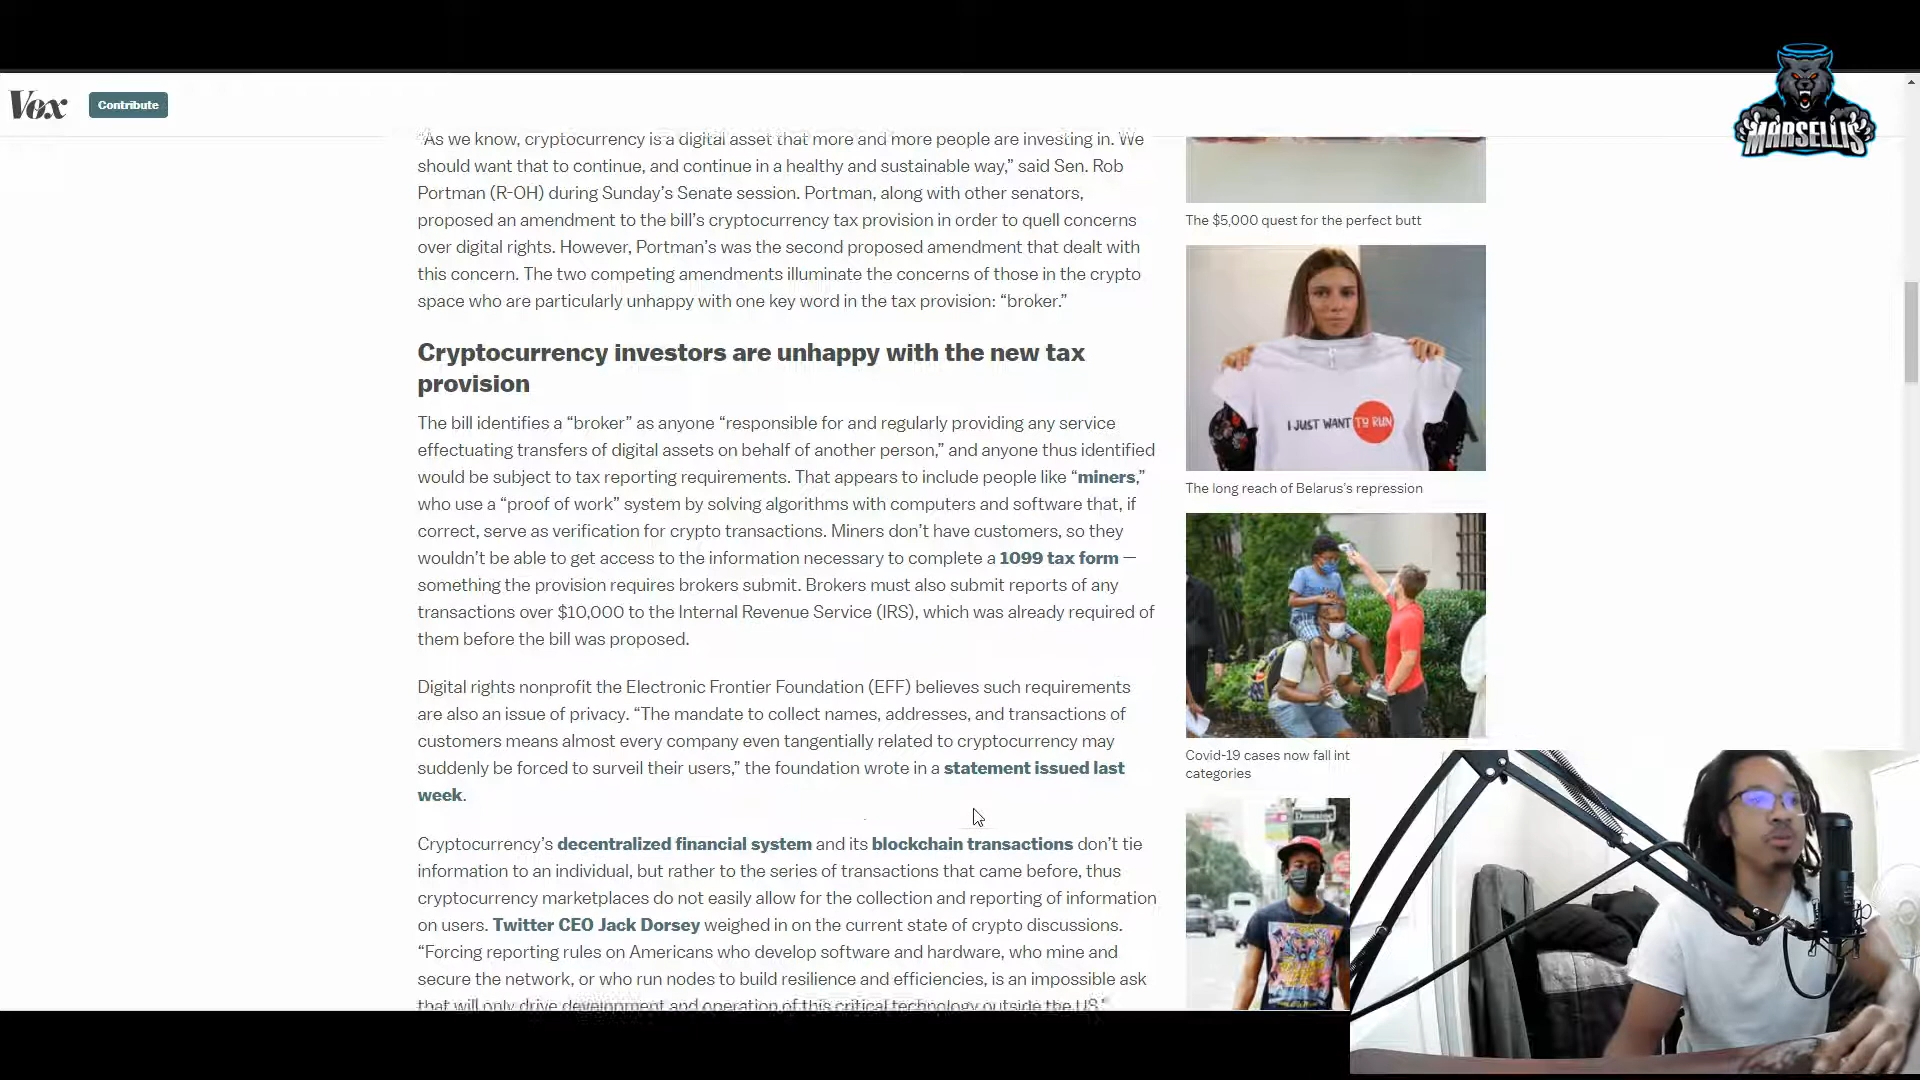 Vox
Contribute
MARSELLIS
“As we know, cryptocurrency is a digital asset that more and more people are investing in. We
should want that to continue, and continue in a healthy and sustainable way,” said Sen. Rob
Portman (R-OH) during Sunday’s Senate session. Portman, along with other senators,
proposed an amendment to the bill’s cryptocurrency tax provision in order to quell concerns
over digital rights. However, Portman’s was the second proposed amendment that dealt with
this concern. The two competing amendments illuminate the concerns of those in the crypto
space who are particularly unhappy with one key word in the tax provision: “broker.”
Cryptocurrency investors are unhappy with the new tax
provision
The bill identifies a “broker” as anyone “responsible for and regularly providing any service
effectuating transfers of digital assets on behalf of another person,” and anyone thus identified
would be subject to tax reporting requirements. That appears to include people like “miners,”
who use a “proof of work” system by solving algorithms with computers and software that, if
correct, serve as verification for crypto transactions. Miners don’t have customers, so they
wouldn’t be able to get access to the information necessary to complete a 1099 tax form —
something the provision requires brokers submit. Brokers must also submit reports of any
transactions over $10,000 to the Internal Revenue Service (IRS), which was already required of
them before the bill was proposed.
Digital rights nonprofit the Electronic Frontier Foundation (EFF) believes such requirements
are also an issue of privacy. “The mandate to collect names, addresses, and transactions of
customers means almost every company even tangentially related to cryptocurrency may
suddenly be forced to surveil their users,” the foundation wrote in a statement issued last
week.
Cryptocurrency’s decentralized financial system and its blockchain transactions don’t tie
information to an individual, but rather to the series of transactions that came before, thus
cryptocurrency marketplaces do not easily allow for the collection and reporting of information
on users. Twitter CEO Jack Dorsey weighed in on the current state of crypto discussions.
“Forcing reporting rules on Americans who develop software and hardware, who mine and
secure the network, or who run nodes to build resilience and efficiencies, is an impossible ask
that will only drive development and operation of this critical technology outside the US.”
The $5,000 quest for the perfect butt
I JUST WANT TO RUN
The long reach of Belarus’s repression
Covid-19 cases now fall int
categories